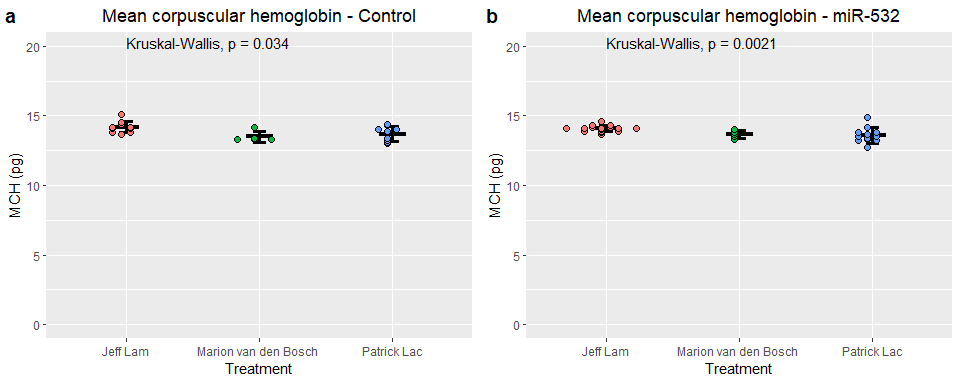 a
Mean corpuscular hemoglobin - Control
Kruskal-Wallis, p = 0.034
20
15
10
5
0
MCH (pg)
Jeff Lam
Marion van den Bosch
Patrick Lac
Treatment
b
Mean corpuscular hemoglobin - miR-532
Kruskal-Wallis, p = 0.0021
20
15
10
5
0
MCH (pg)
Jeff Lam
Marion van den Bosch
Patrick Lac
Treatment